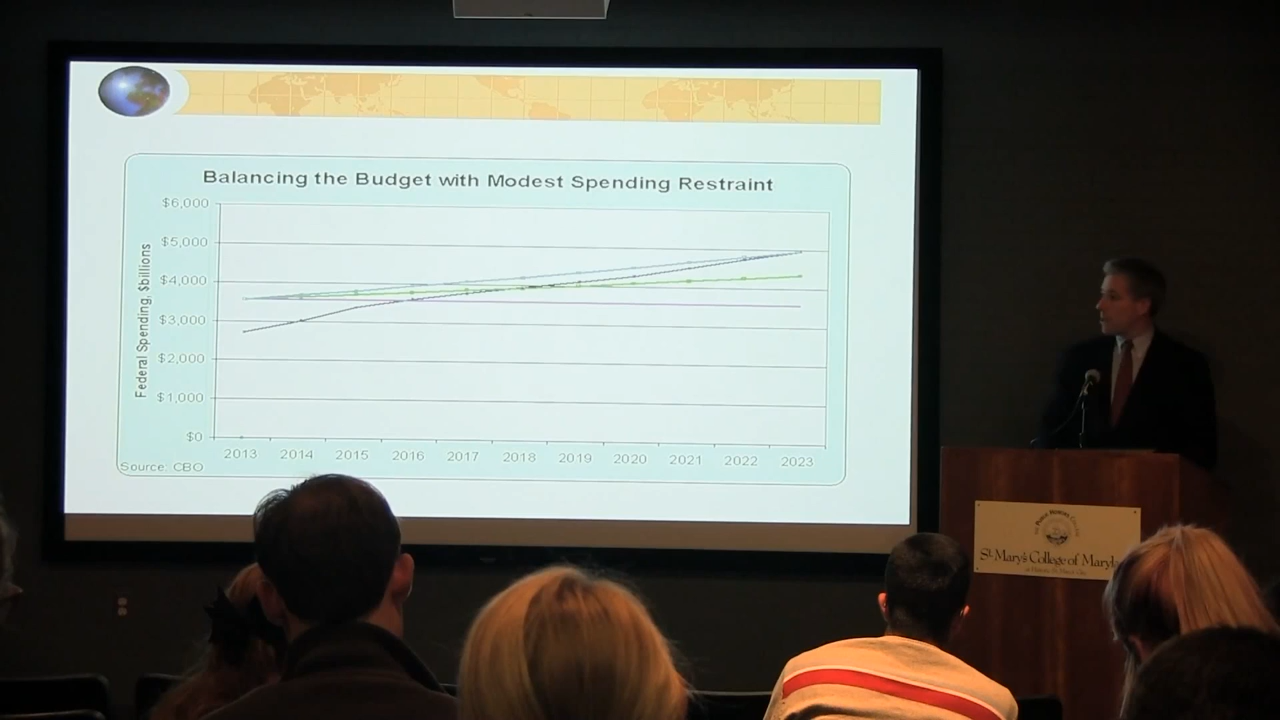 Balancing the Budget with Modest Spending Restraint
Federal Spending, $billions
$6,000
$5,000
$4,000
$3,000
$2,000
$1,000
$0
2013 2014 2015 2016 2017 2018 2019 2020 2021 2022 2023
Source: CBO
St. Mary's College of Maryl